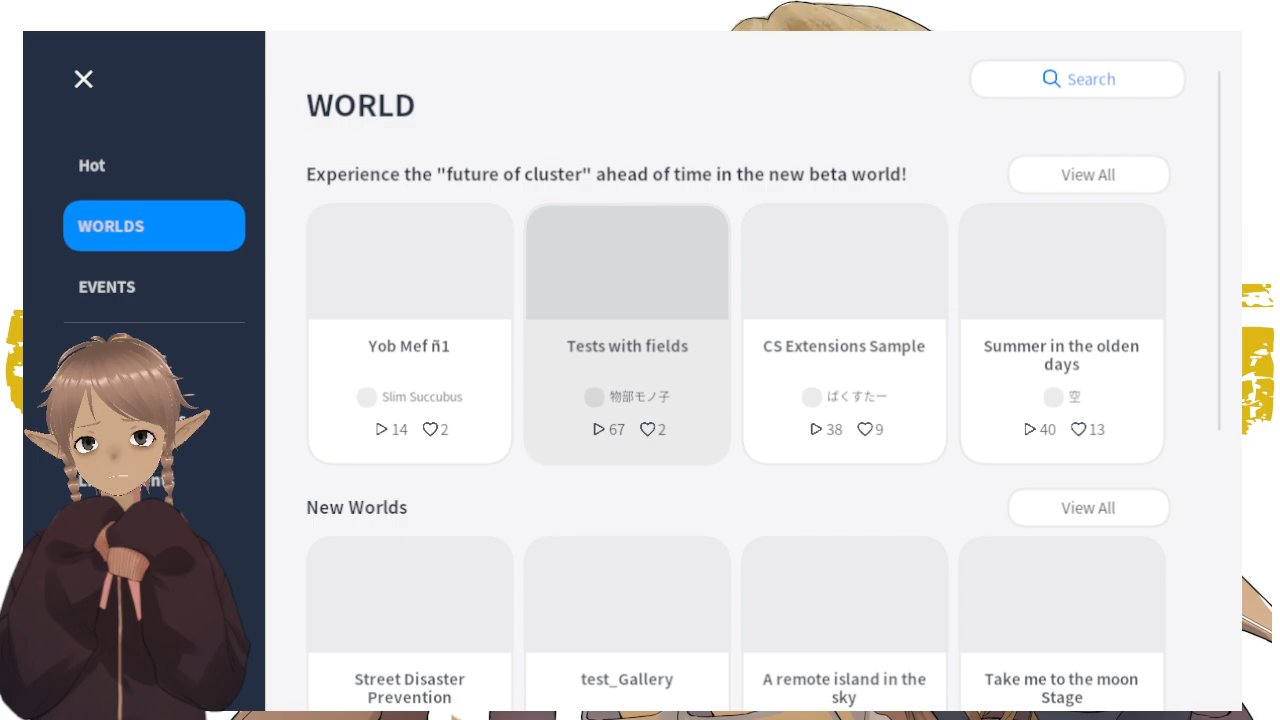 Hot
WORLDS
EVENTS
WORLD
Search
Experience the "future of cluster" ahead of time in the new beta world!
View All
Yob Mef ñ1
Slim Succubus
14 2
Tests with fields
物部モノ子
67 2
CS Extensions Sample
ぱくすたー
38 9
Summer in the olden
days
空
40 13
New Worlds
View All
Street Disaster
Prevention
test_Gallery
A remote island in the
sky
Take me to the moon
Stage